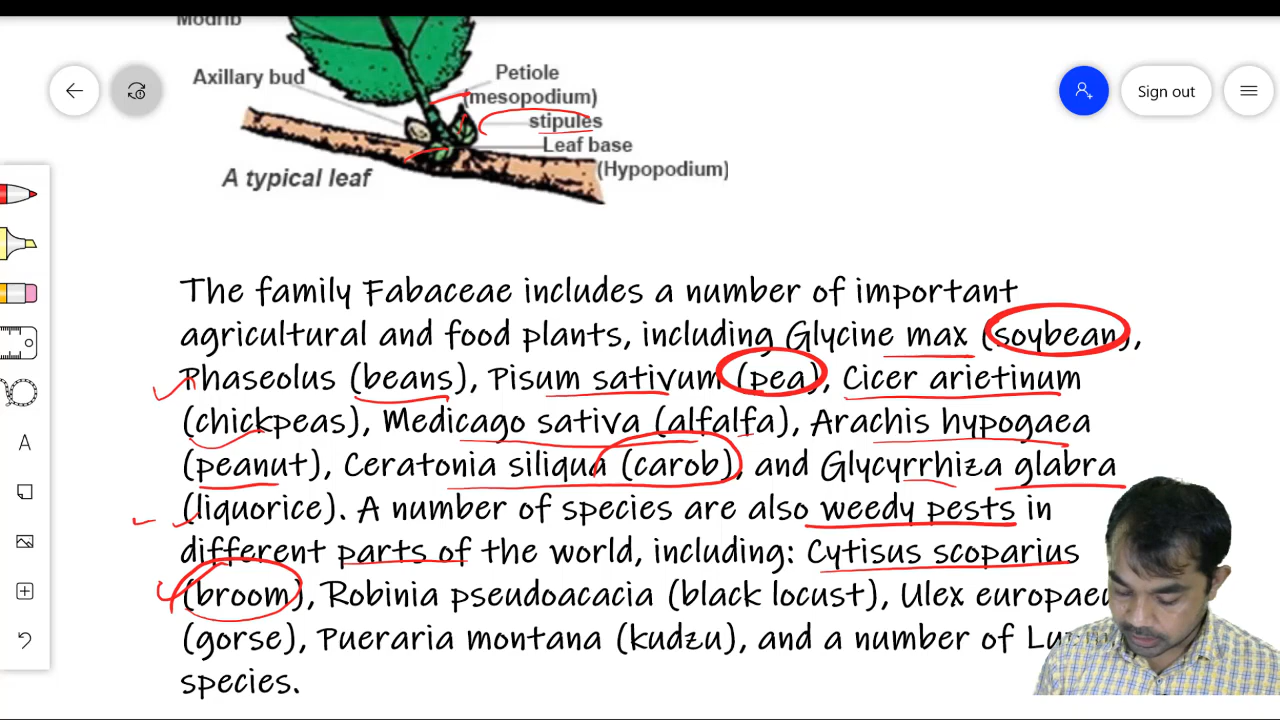 Axillary bud
Petiole
(mesopodium)
Sign out
stipules
Leaf base
(Hypopodium)
A typical leaf
The family Fabaceae includes a number of important
agricultural and food plants, including Glycine max (soybean),
Phaseolus (beans), Pisum sativum (pea), Cicer arietinum
(chickpeas), Medicago sativa (alfalfa), Arachis hypogaea
(peanut), Ceratonia siliqua (carob), and Glycyrrhiza glabra
(liquorice). A number of species are also weedy pests in
different parts of the world, including: Cytisus scoparius
(broom), Robinia pseudoacacia (black locust), Ulex
(gorse), Pueraria montana (kudzu), and a number of
species.